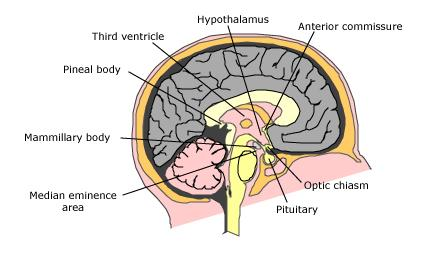 Hypothalamus
Anterior commissure
Third ventricle
Pineal body
Mammillary body
Median eminence
area
Optic chiasm
Pituitary